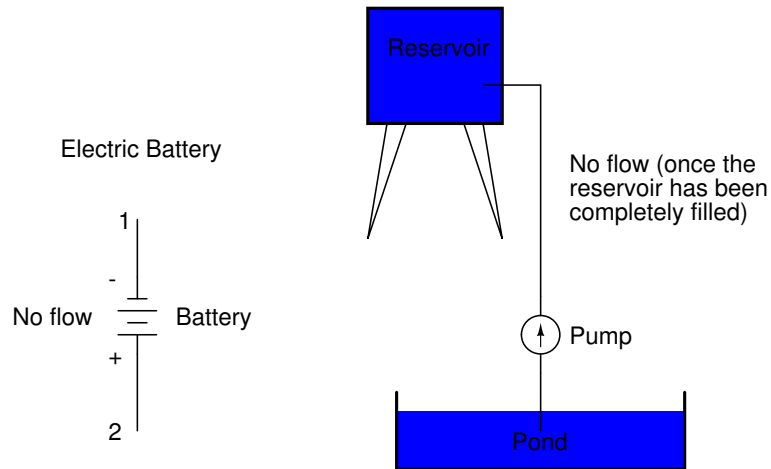 Reservoir
Electric Battery
No flow (once the
reservoir has been
completely filled)
1
-
No flow
Battery
+
2
Pump
Pond